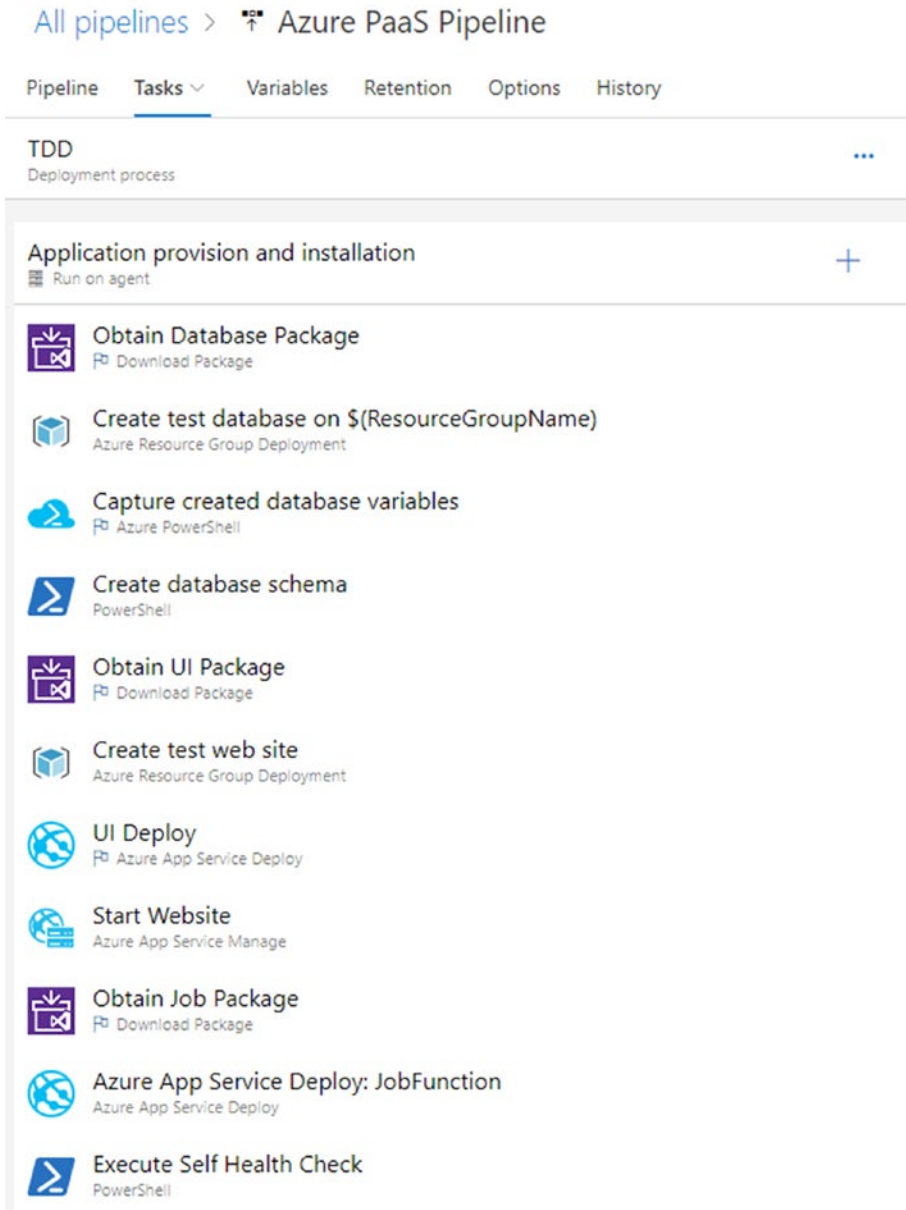 All pipelines > Azure PaaS Pipeline
Pipeline Tasks Variables Retention Options History
TDD
Deployment process
Application provision and installation
Run on agent
Obtain Database Package
Download Package
Create test database on $(ResourceGroupName)
Azure Resource Group Deployment
Capture created database variables
Azure PowerShell
Create database schema
PowerShell
Obtain UI Package
Download Package
Create test web site
Azure Resource Group Deployment
UI Deploy
Azure App Service Deploy
Start Website
Azure App Service Manage
Obtain Job Package
Download Package
Azure App Service Deploy: JobFunction
Azure App Service Deploy
Execute Self Health Check
PowerShell